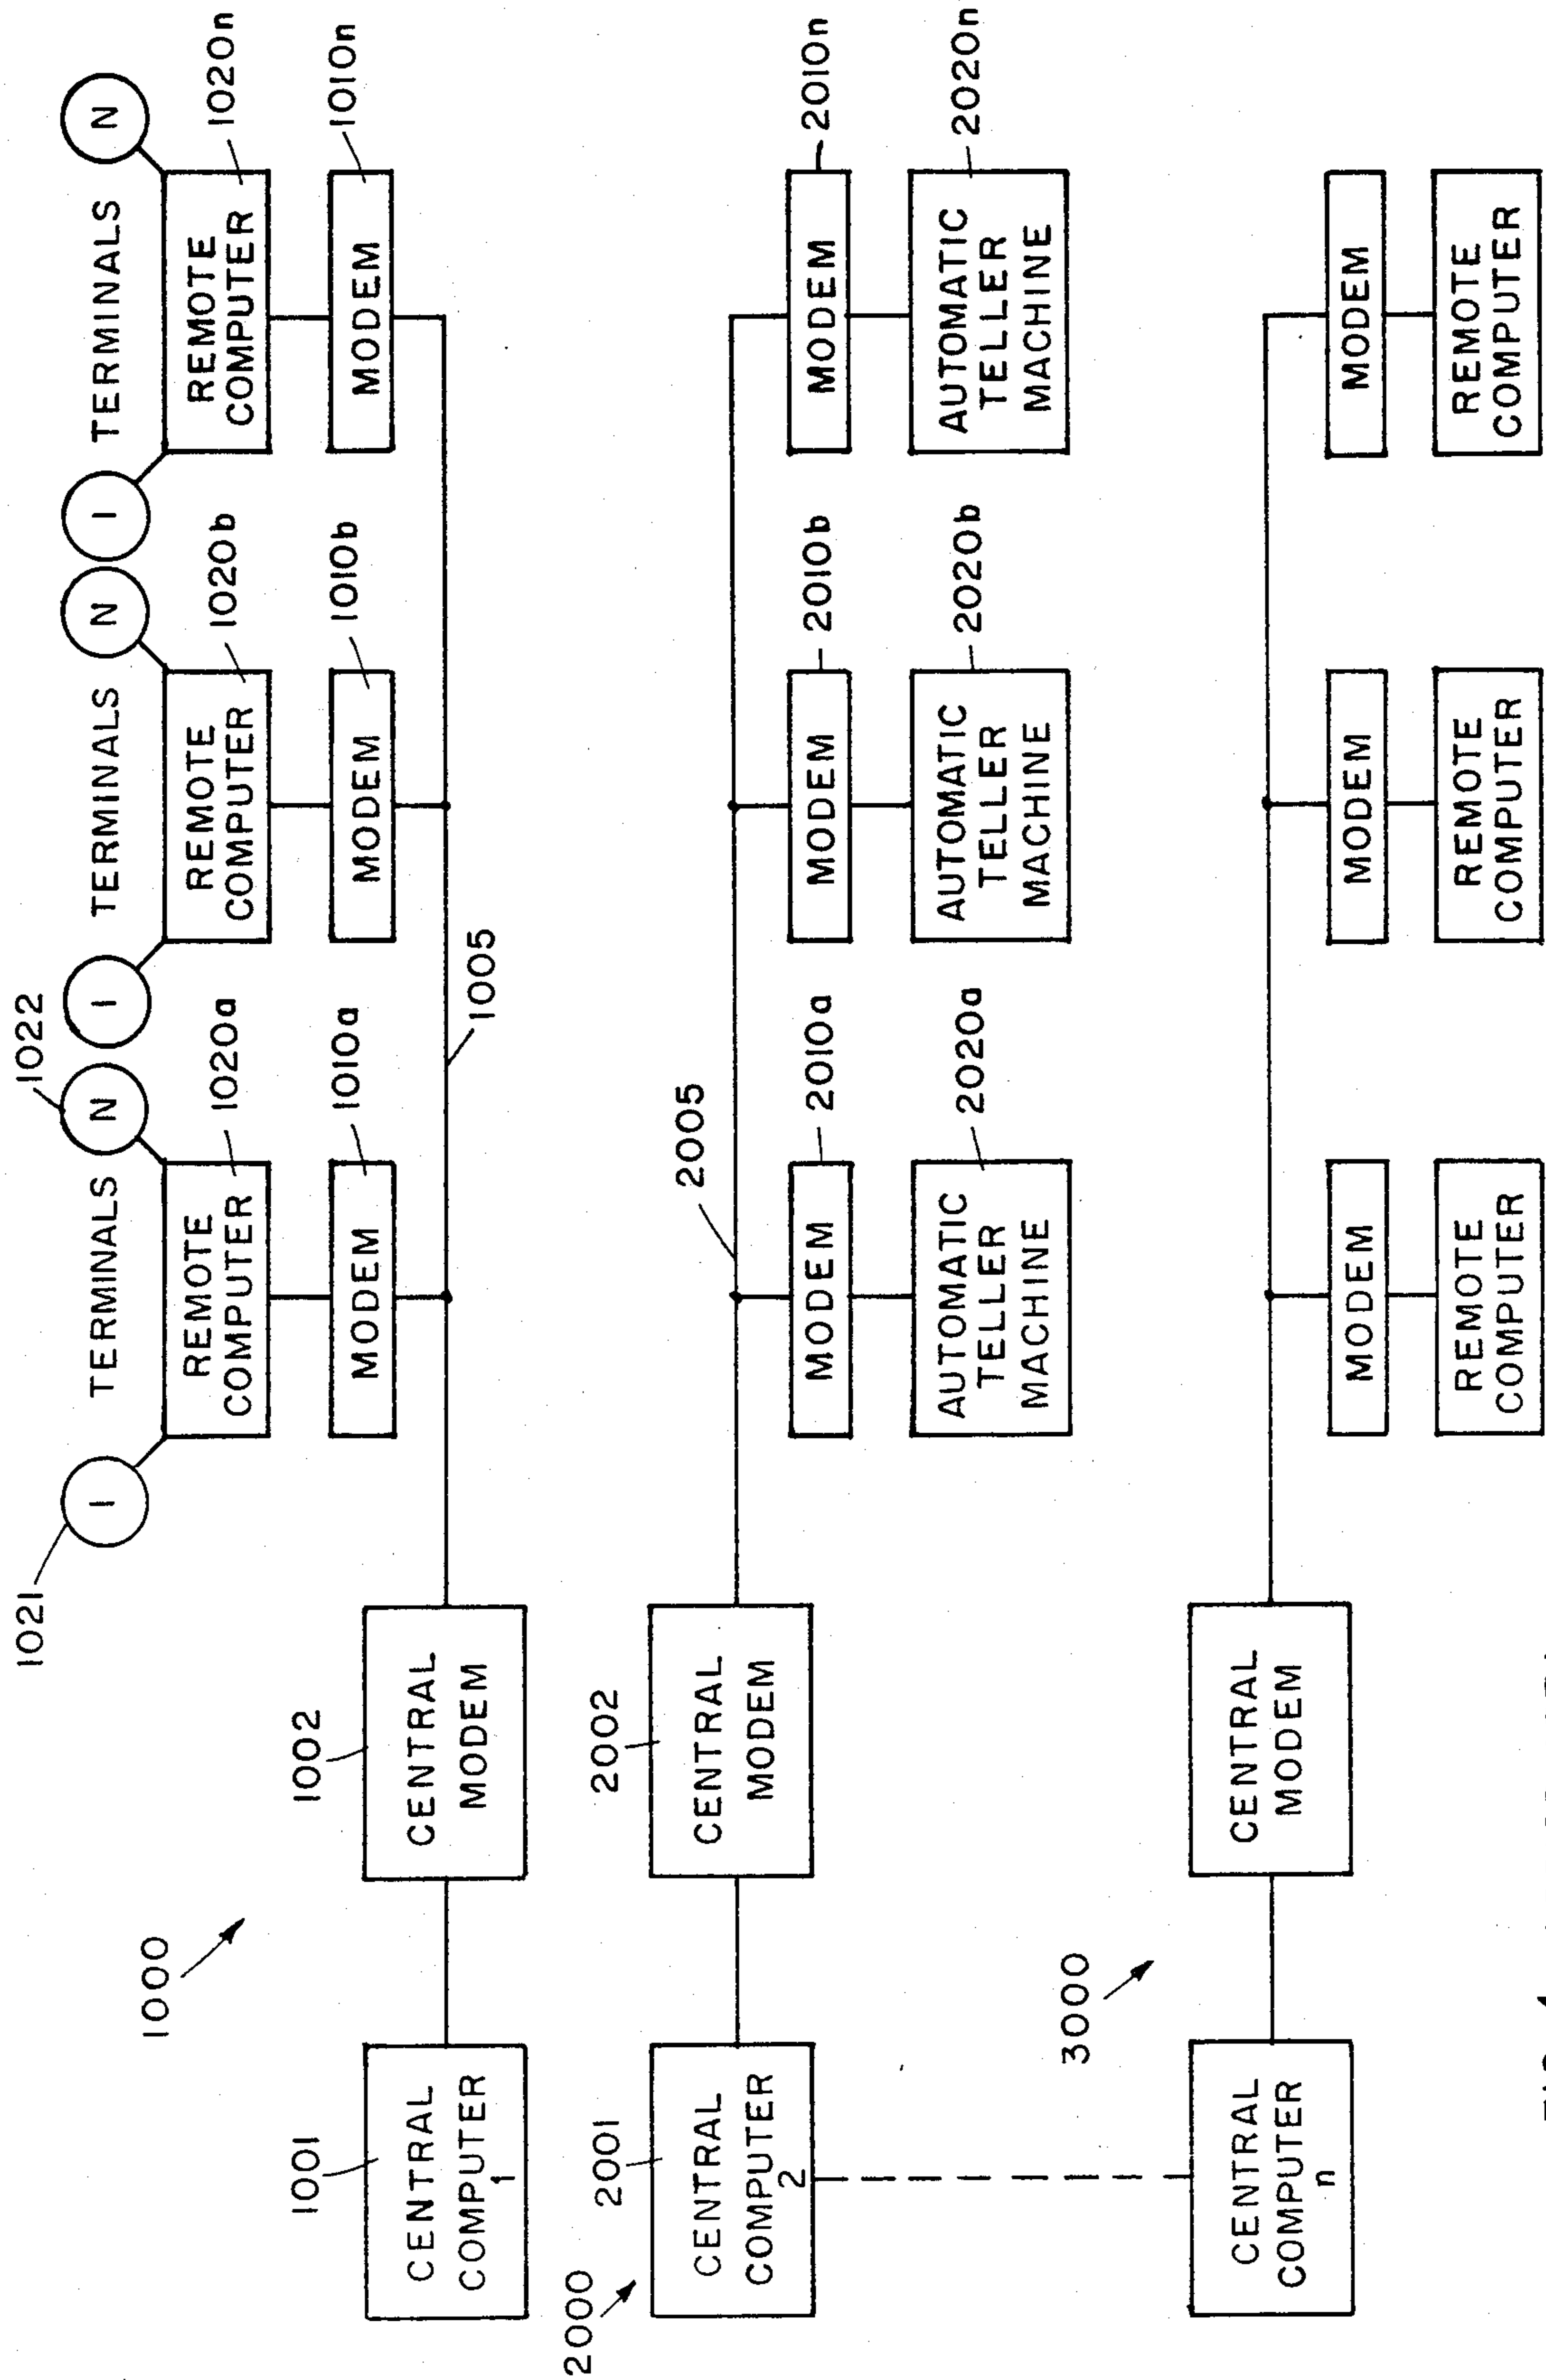 1021
1022
I
TERMINALS
N
I
TERMINALS
N
I
TERMINALS
N
REMOTE
COMPUTER
1020a
REMOTE
COMPUTER
1020b
REMOTE
COMPUTER
1020n
MODEM
1010a
MODEM
1010b
MODEM
1010n
1000
1001
1002
CENTRAL
COMPUTER
1
CENTRAL
MODEM
1005
2000
2001
2002
2005
CENTRAL
COMPUTER
2
CENTRAL
MODEM
MODEM
2010a
MODEM
2010b
MODEM
2010n
AUTOMATIC
TELLER
MACHINE
2020a
AUTOMATIC
TELLER
MACHINE
2020b
AUTOMATIC
TELLER
MACHINE
2020n
3000
CENTRAL
COMPUTER
n
CENTRAL
MODEM
MODEM
MODEM
MODEM
REMOTE
COMPUTER
REMOTE
COMPUTER
REMOTE
COMPUTER